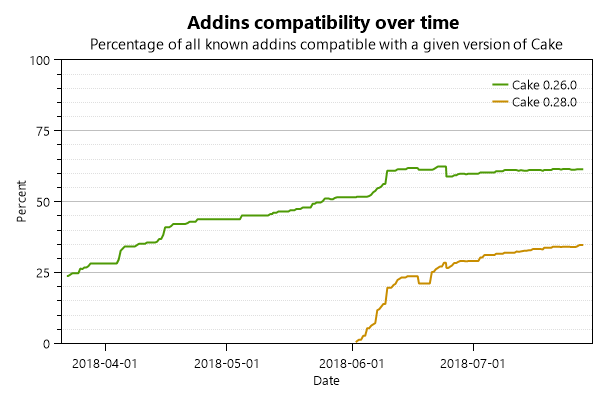 Addins compatibility over time
Percentage of all known addins compatible with a given version of Cake
100
Cake 0.26.0
Cake 0.28.0
75
50
25
0
Percent
2018-04-01
2018-05-01
2018-06-01
2018-07-01
Date